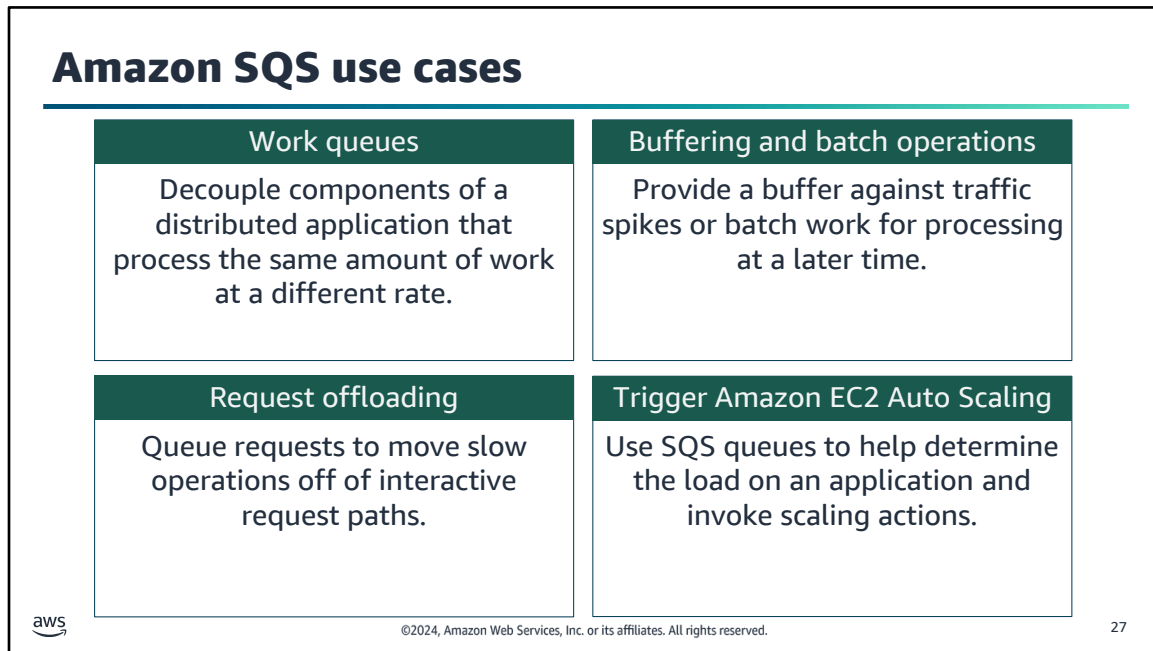 Amazon SQS use cases
Work queues
Decouple components of a
distributed application that
process the same amount of work
at a different rate.
Buffering and batch operations
Provide a buffer against traffic
spikes or batch work for processing
at a later time.
Request offloading
Queue requests to move slow
operations off of interactive
request paths.
Trigger Amazon EC2 Auto Scaling
Use SQS queues to help determine
the load on an application and
invoke scaling actions.
aws
©2024, Amazon Web Services, Inc. or its affiliates. All rights reserved.
27